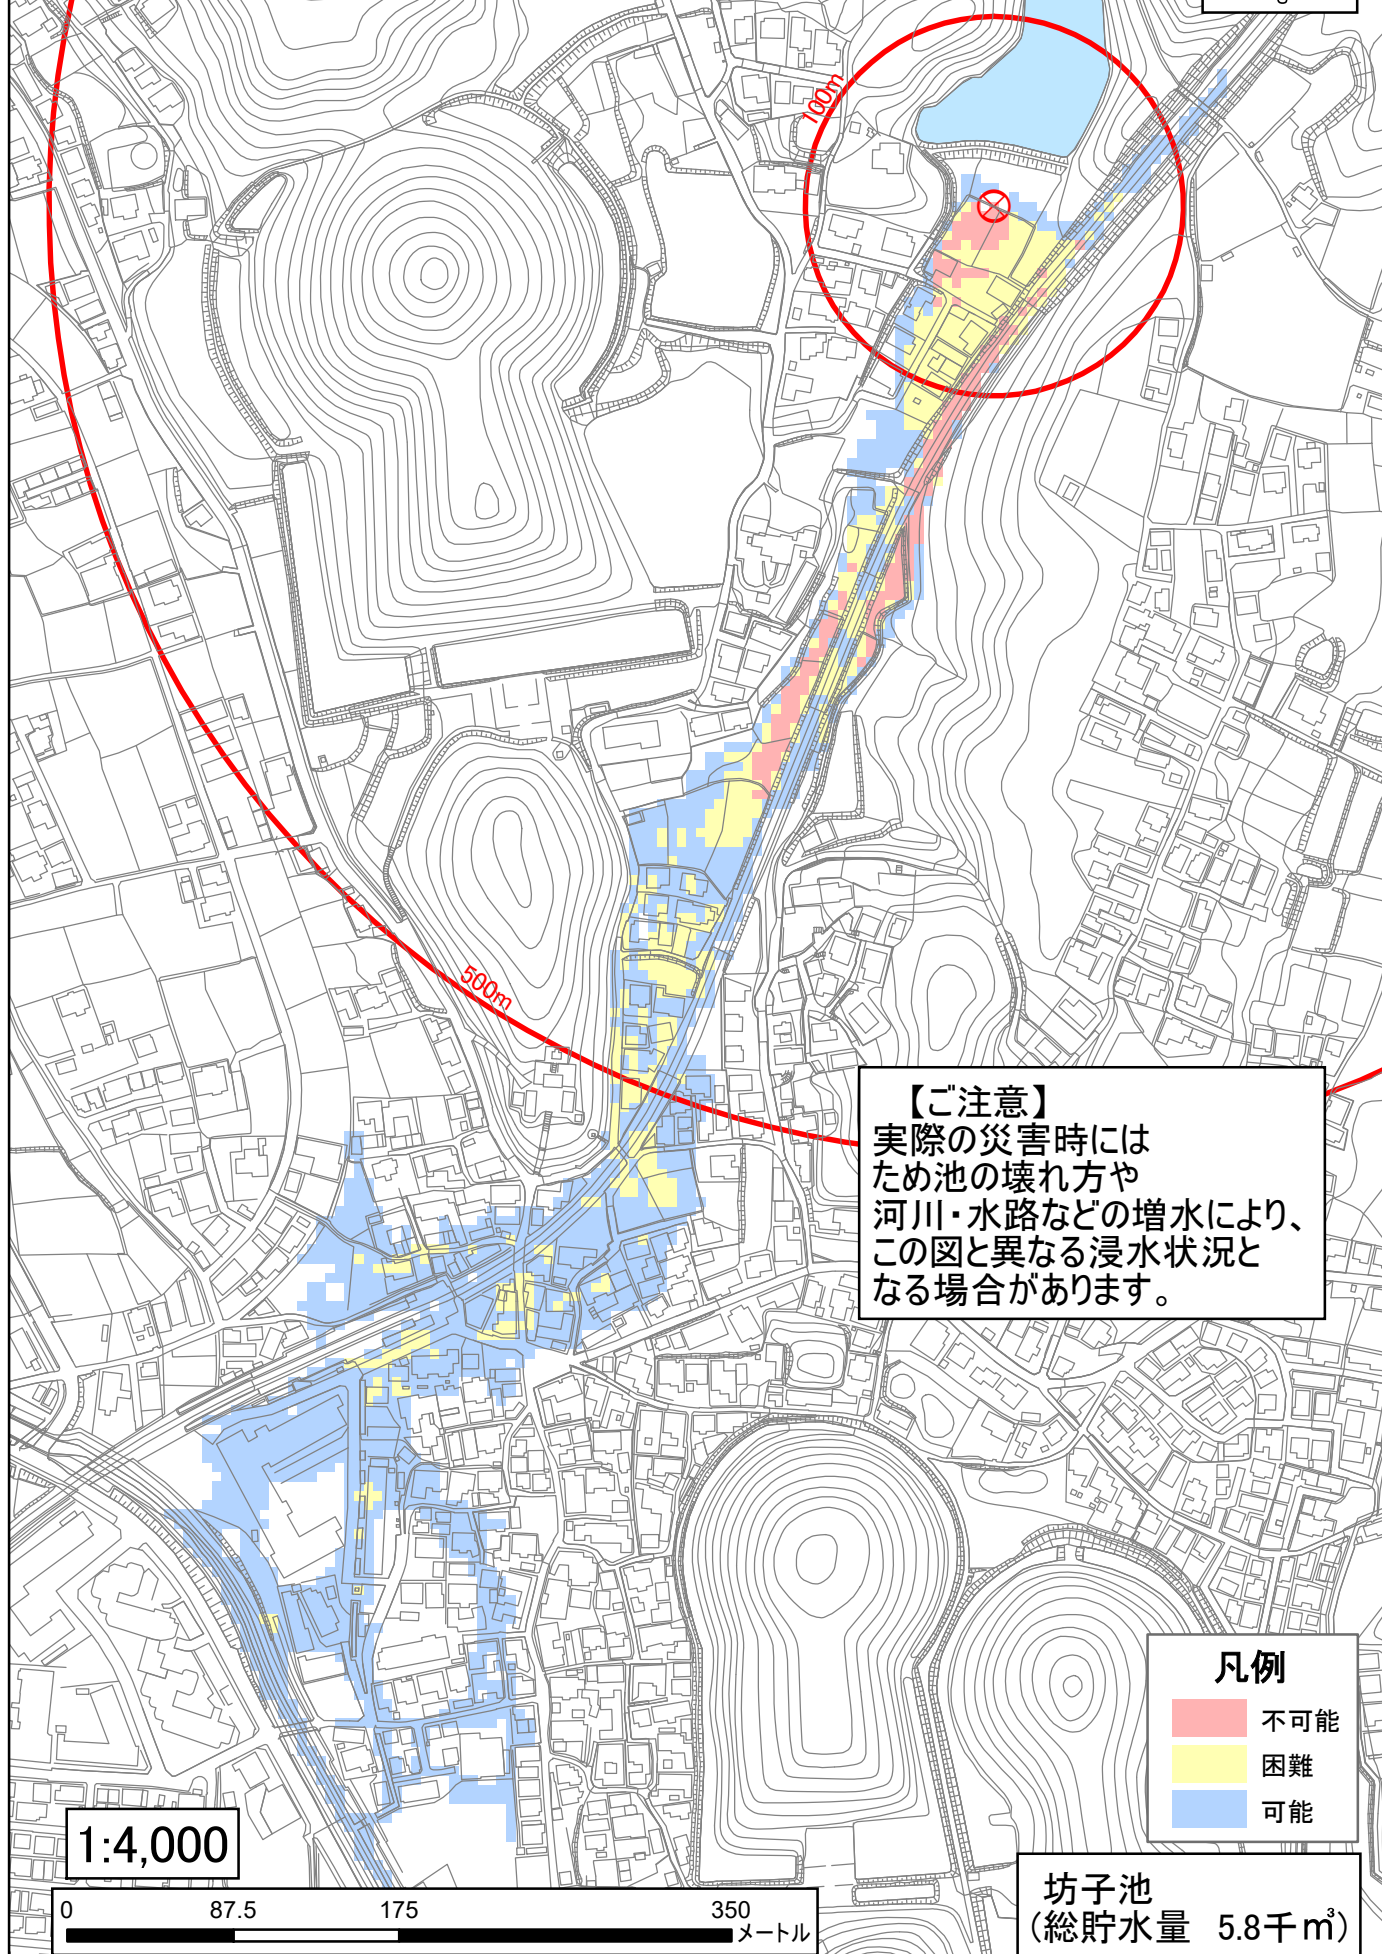 100m
500m
【ご注意】
実際の災害時には
ため池の壊れ方や
河川・水路などの増水により、
この図と異なる浸水状況と
なる場合があります。
凡例
不可能
困難
可能
1:4,000
0 87.5 175 350
メートル
坊子池
(総貯水量 5.8千㎥)